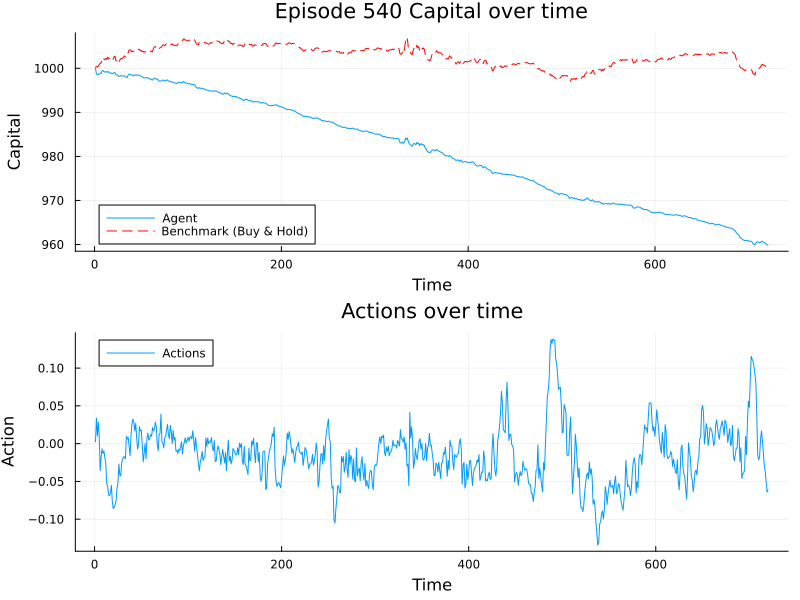 Episode 540 Capital over time
Capital
1000
990
980
970
960
Agent
Benchmark (Buy & Hold)
0
200
400
600
Time
Actions over time
Action
0.10
0.05
0.00
−0.05
−0.10
Actions
0
200
400
600
Time